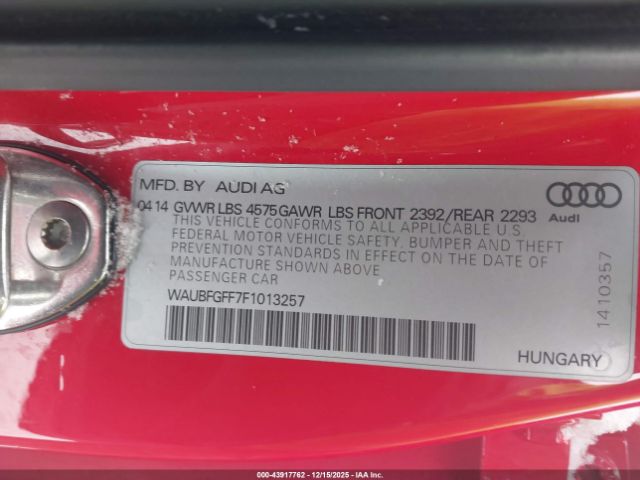 MFD. BY AUDI AG
04 14 GVWR LBS 4575 GAWR LBS FRONT 2392/REAR 2293
Audi
THIS VEHICLE CONFORMS TO ALL APPLICABLE U.S.
FEDERAL MOTOR VEHICLE SAFETY, BUMPER AND THEFT
PREVENTION STANDARDS IN EFFECT ON THE DATE OF
MANUFACTURE SHOWN ABOVE
PASSENGER CAR
WAUBFGFF7F1013257
1410357
HUNGARY
000-43917762 - 12/15/2025 - IAA Inc.